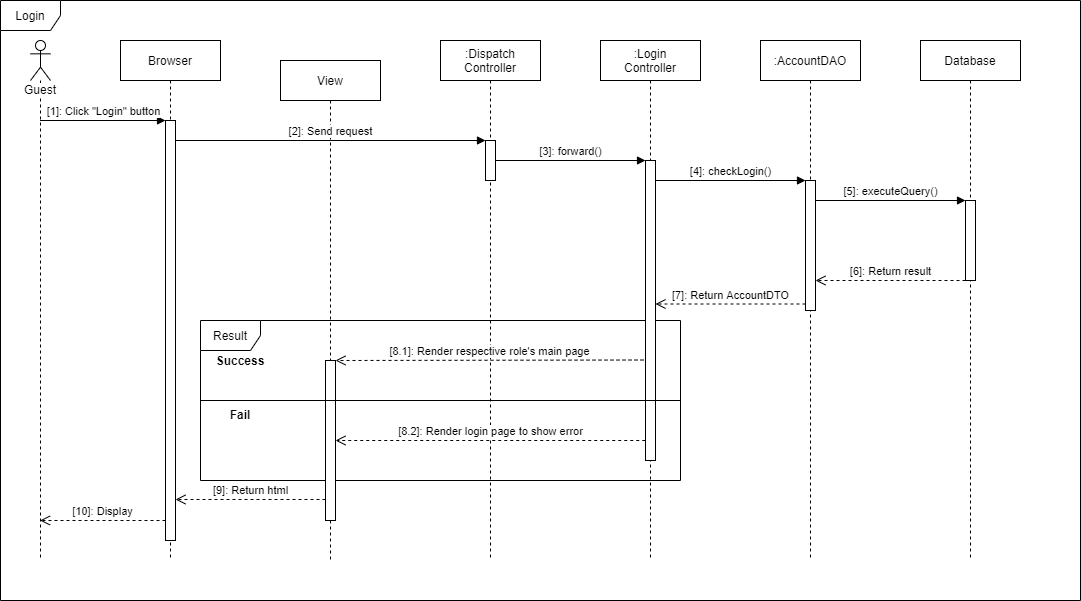 Login
Guest
Browser
View
:Dispatch
Controller
:Login
Controller
:AccountDAO
Database
[1]: Click "Login" button
[2]: Send request
[3]: forward()
[4]: checkLogin()
[5]: executeQuery()
[6]: Return result
[7]: Return AccountDTO
Result
Success
[8.1]: Render respective role's main page
Fail
[8.2]: Render login page to show error
[9]: Return html
[10]: Display